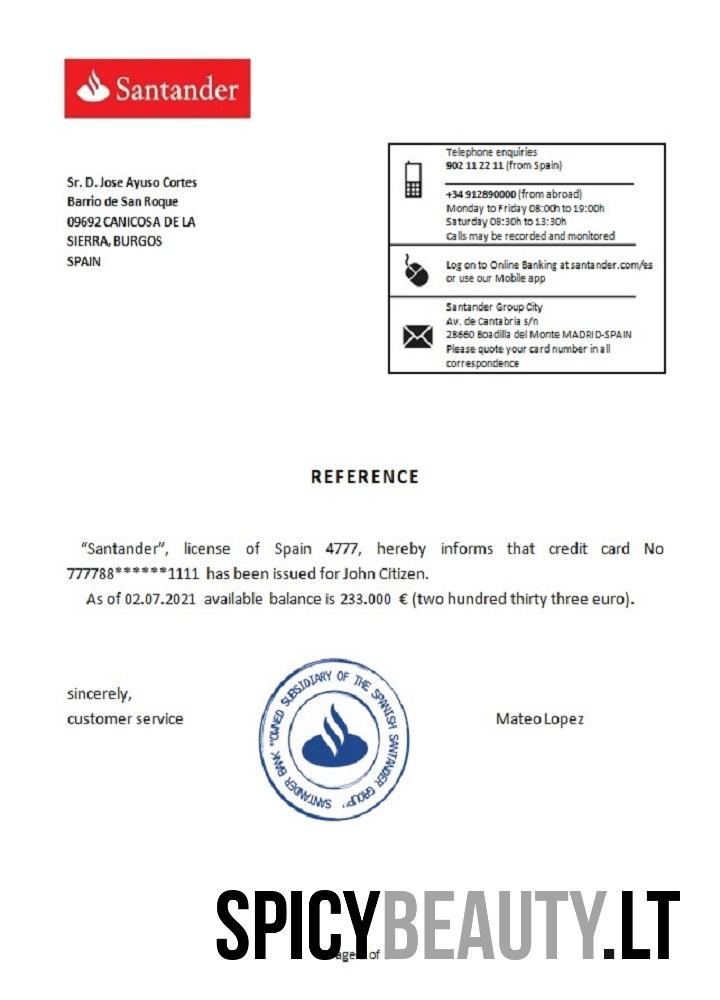 Santander
Sr. D. Jose Ayuso Cortes
Barrio de San Roque
09692 CANICOSA DE LA
SIERRA, BURGOS
SPAIN
Telephone enquiries
902 11 22 11 (from Spain)
+34 912890000 (from abroad)
Monday to Friday 08:00h to 19:00h
Saturday 08:30h to 13:30h
Calls may be recorded and monitored
Log on to Online Banking at santander.com/es
or use our Mobile app
Santander Group City
Av. de Cantabria s/n
28660 Boadilla del Monte MADRID-SPAIN
Please quote your card number in all
correspondence
REFERENCE
“Santander”, license of Spain 4777, hereby informs that credit card No
777788******1111 has been issued for John Citizen.
As of 02.07.2021 available balance is 233.000 € (two hundred thirty three euro).
sincerely,
customer service
SANTANDER BANK "OWNED SUBSIDIARY OF THE SPANISH SANTANDER GROUP"
Mateo Lopez
SPICYBEAUTY.LT
of